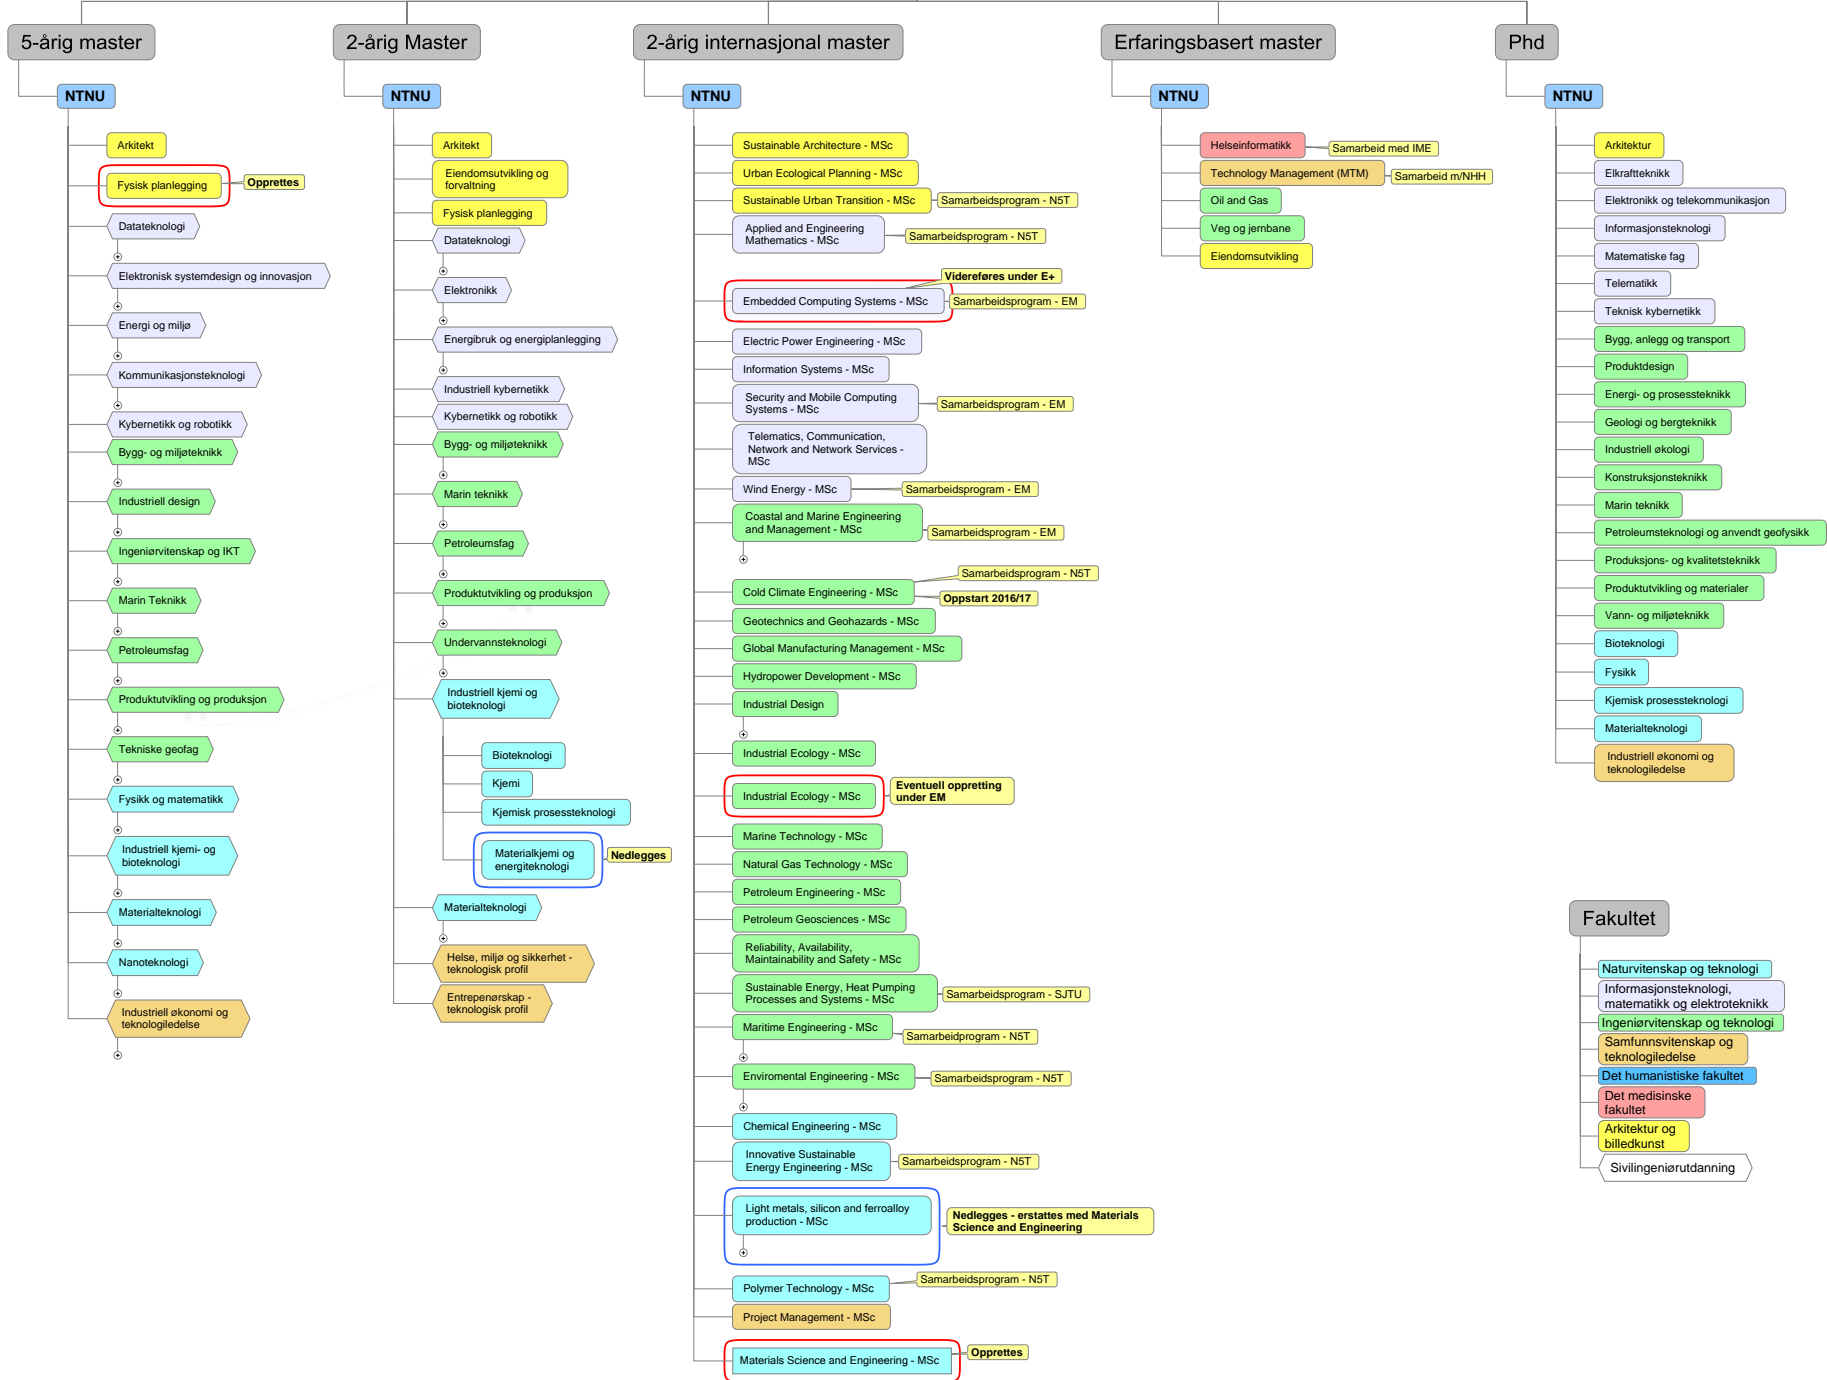 5-årig master
NTNU
Arkitekt
Fysisk planlegging
Opprettes
Datateknologi
Elektronisk systemdesign og innovasjon
Energi og miljø
Kommunikasjonsteknologi
Kybernetikk og robotikk
Bygg- og miljøteknikk
Industriell design
Ingeniørvitenskap og IKT
Marin Teknikk
Petroleumsfag
Produktutvikling og produksjon
Tekniske geofag
Fysikk og matematikk
Industriell kjemi- og
bioteknologi
Materialteknologi
Nanoteknologi
Industriell økonomi og
teknologiledelse
2-årig Master
NTNU
Arkitekt
Eiendomsutvikling og
forvaltning
Fysisk planlegging
Datateknologi
Elektronikk
Energibruk og energiplanlegging
Industriell kybernetikk
Kybernetikk og robotikk
Bygg- og miljøteknikk
Marin teknikk
Petroleumsfag
Produktutvikling og produksjon
Undervannsteknologi
Industriell kjemi og
bioteknologi
Bioteknologi
Kjemi
Kjemisk prosessteknologi
Materialkjemi og
energiteknologi
Nedlegges
Materialteknologi
Helse, miljø og sikkerhet -
teknologisk profil
Entrepenørskap -
teknologisk profil
2-årig internasjonal master
NTNU
Sustainable Architecture - MSc
Urban Ecological Planning - MSc
Sustainable Urban Transition - MSc
Samarbeidsprogram - N5T
Applied and Engineering
Mathematics - MSc
Samarbeidsprogram - N5T
Videreføres under E+
Embedded Computing Systems - MSc
Samarbeidsprogram - EM
Electric Power Engineering - MSc
Information Systems - MSc
Security and Mobile Computing
Systems - MSc
Samarbeidsprogram - EM
Telematics, Communication,
Network and Network Services -
MSc
Wind Energy - MSc
Samarbeidsprogram - EM
Coastal and Marine Engineering
and Management - MSc
Samarbeidsprogram - EM
Samarbeidsprogram - N5T
Cold Climate Engineering - MSc
Oppstart 2016/17
Geotechnics and Geohazards - MSc
Global Manufacturing Management - MSc
Hydropower Development - MSc
Industrial Design
Industrial Ecology - MSc
Industrial Ecology - MSc
Eventuell oppretting
under EM
Marine Technology - MSc
Natural Gas Technology - MSc
Petroleum Engineering - MSc
Petroleum Geosciences - MSc
Reliability, Availability,
Maintainability and Safety - MSc
Sustainable Energy, Heat Pumping
Processes and Systems - MSc
Samarbeidsprogram - SJTU
Maritime Engineering - MSc
Samarbeidprogram - N5T
Enviromental Engineering - MSc
Samarbeidsprogram - N5T
Chemical Engineering - MSc
Innovative Sustainable
Energy Engineering - MSc
Samarbeidsprogram - N5T
Light metals, silicon and ferroalloy
production - MSc
Nedlegges - erstattes med Materials
Science and Engineering
Polymer Technology - MSc
Samarbeidsprogram - N5T
Project Management - MSc
Materials Science and Engineering - MSc
Opprettes
Erfaringsbasert master
NTNU
Helseinformatikk
Samarbeid med IME
Technology Management (MTM)
Samarbeid m/NHH
Oil and Gas
Veg og jernbane
Eiendomsutvikling
Phd
NTNU
Arkitektur
Elkraftteknikk
Elektronikk og telekommunikasjon
Informasjonsteknologi
Matematiske fag
Telematikk
Teknisk kybernetikk
Bygg, anlegg og transport
Produktdesign
Energi- og prosessteknikk
Geologi og bergteknikk
Industriell økologi
Konstruksjonsteknikk
Marin teknikk
Petroleumsteknologi og anvendt geofysikk
Produksjons- og kvalitetsteknikk
Produktutvikling og materialer
Vann- og miljøteknikk
Bioteknologi
Fysikk
Kjemisk prosessteknologi
Materialteknologi
Industriell økonomi og
teknologiledelse
Fakultet
Naturvitenskap og teknologi
Informasjonsteknologi,
matematikk og elektroteknikk
Ingeniørvitenskap og teknologi
Samfunnsvitenskap og
teknologiledelse
Det humanistiske fakultet
Det medisinske
fakultet
Arkitektur og
billedkunst
Sivilingeniørutdanning